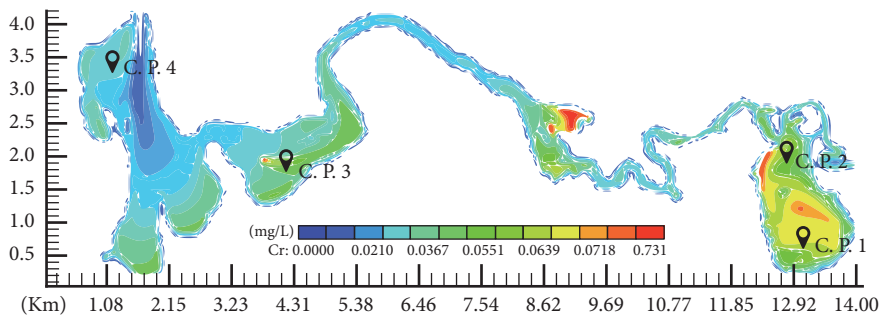 4.0
3.5
3.0
2.5
2.0
1.5
1.0
0.5
C. P. 4
C. P. 3
C. P. 2
C. P. 1
(mg/L)
Cr: 0.0000 0.0210 0.0367 0.0551 0.0639 0.0718 0.731
(Km) 1.08 2.15 3.23 4.31 5.38 6.46 7.54 8.62 9.69 10.77 11.85 12.92 14.00